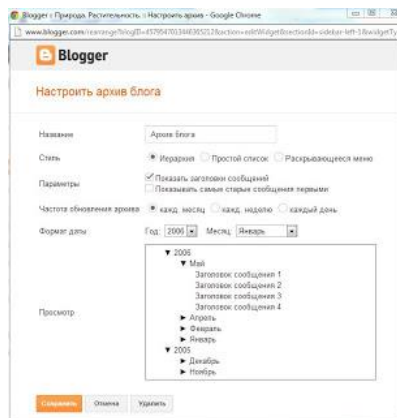 Blogger :: Природа. Растительность. :: Настроить архив - Google Chrome
Blogger
Настроить архив блога
Название Архив блога
Стиль Иерархия Простой список Раскрывающееся меню
Параметры Показать заголовки сообщений
Показывать самые старые сообщения первыми
Частота обновления архива кажд. месяц кажд. неделю каждый день
Формат даты Год: 2006 Месяц: Январь
Просмотр
▼ 2006
▼ Май
Заголовок сообщения 1
Заголовок сообщения 2
Заголовок сообщения 3
Заголовок сообщения 4
► Апрель
► Февраль
► Январь
▼ 2005
► Декабрь
► Ноябрь
Сохранить Отмена Удалить